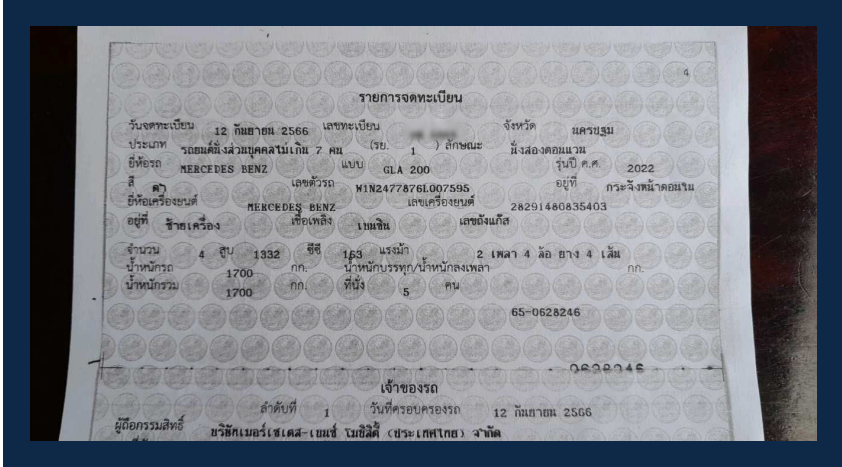 4
รายการจดทะเบียน
วันจดทะเบียน 12 กันยายน 2566 เลขทะเบียน จังหวัด นครปฐม
ประเภท รถยนต์นั่งส่วนบุคคลไม่เกิน 7 คน (รย. 1 ) ลักษณะ นั่งสองตอนแวน
ยี่ห้อรถ MERCEDES BENZ แบบ GLA 200 รุ่นปี ค.ศ. 2022
สี ดำ เลขตัวรถ W1N2477876L007595 อยู่ที่ กระจังหน้าตอนใน
ยี่ห้อเครื่องยนต์ MERCEDES BENZ เลขเครื่องยนต์ 28291480835403
อยู่ที่ ซ้ายเครื่อง เชื้อเพลิง เบนซิน เลขถังแก๊ส
จำนวน 4 สูบ 1332 ซีซี 163 แรงม้า 2 เพลา 4 ล้อ ยาง 4 เส้น
น้ำหนักรถ 1700 กก. น้ำหนักบรรทุก/น้ำหนักลงเพลา กก.
น้ำหนักรวม 1700 กก. ที่นั่ง 5 คน
65-0628246
0628246
เจ้าของรถ
ลำดับที่ 1 วันที่ครอบครองรถ 12 กันยายน 2566
ผู้ถือกรรมสิทธิ์ บริษัทเมอร์เซเดส-เบนซ์ โมบิลิตี้ (ประเทศไทย) จำกัด